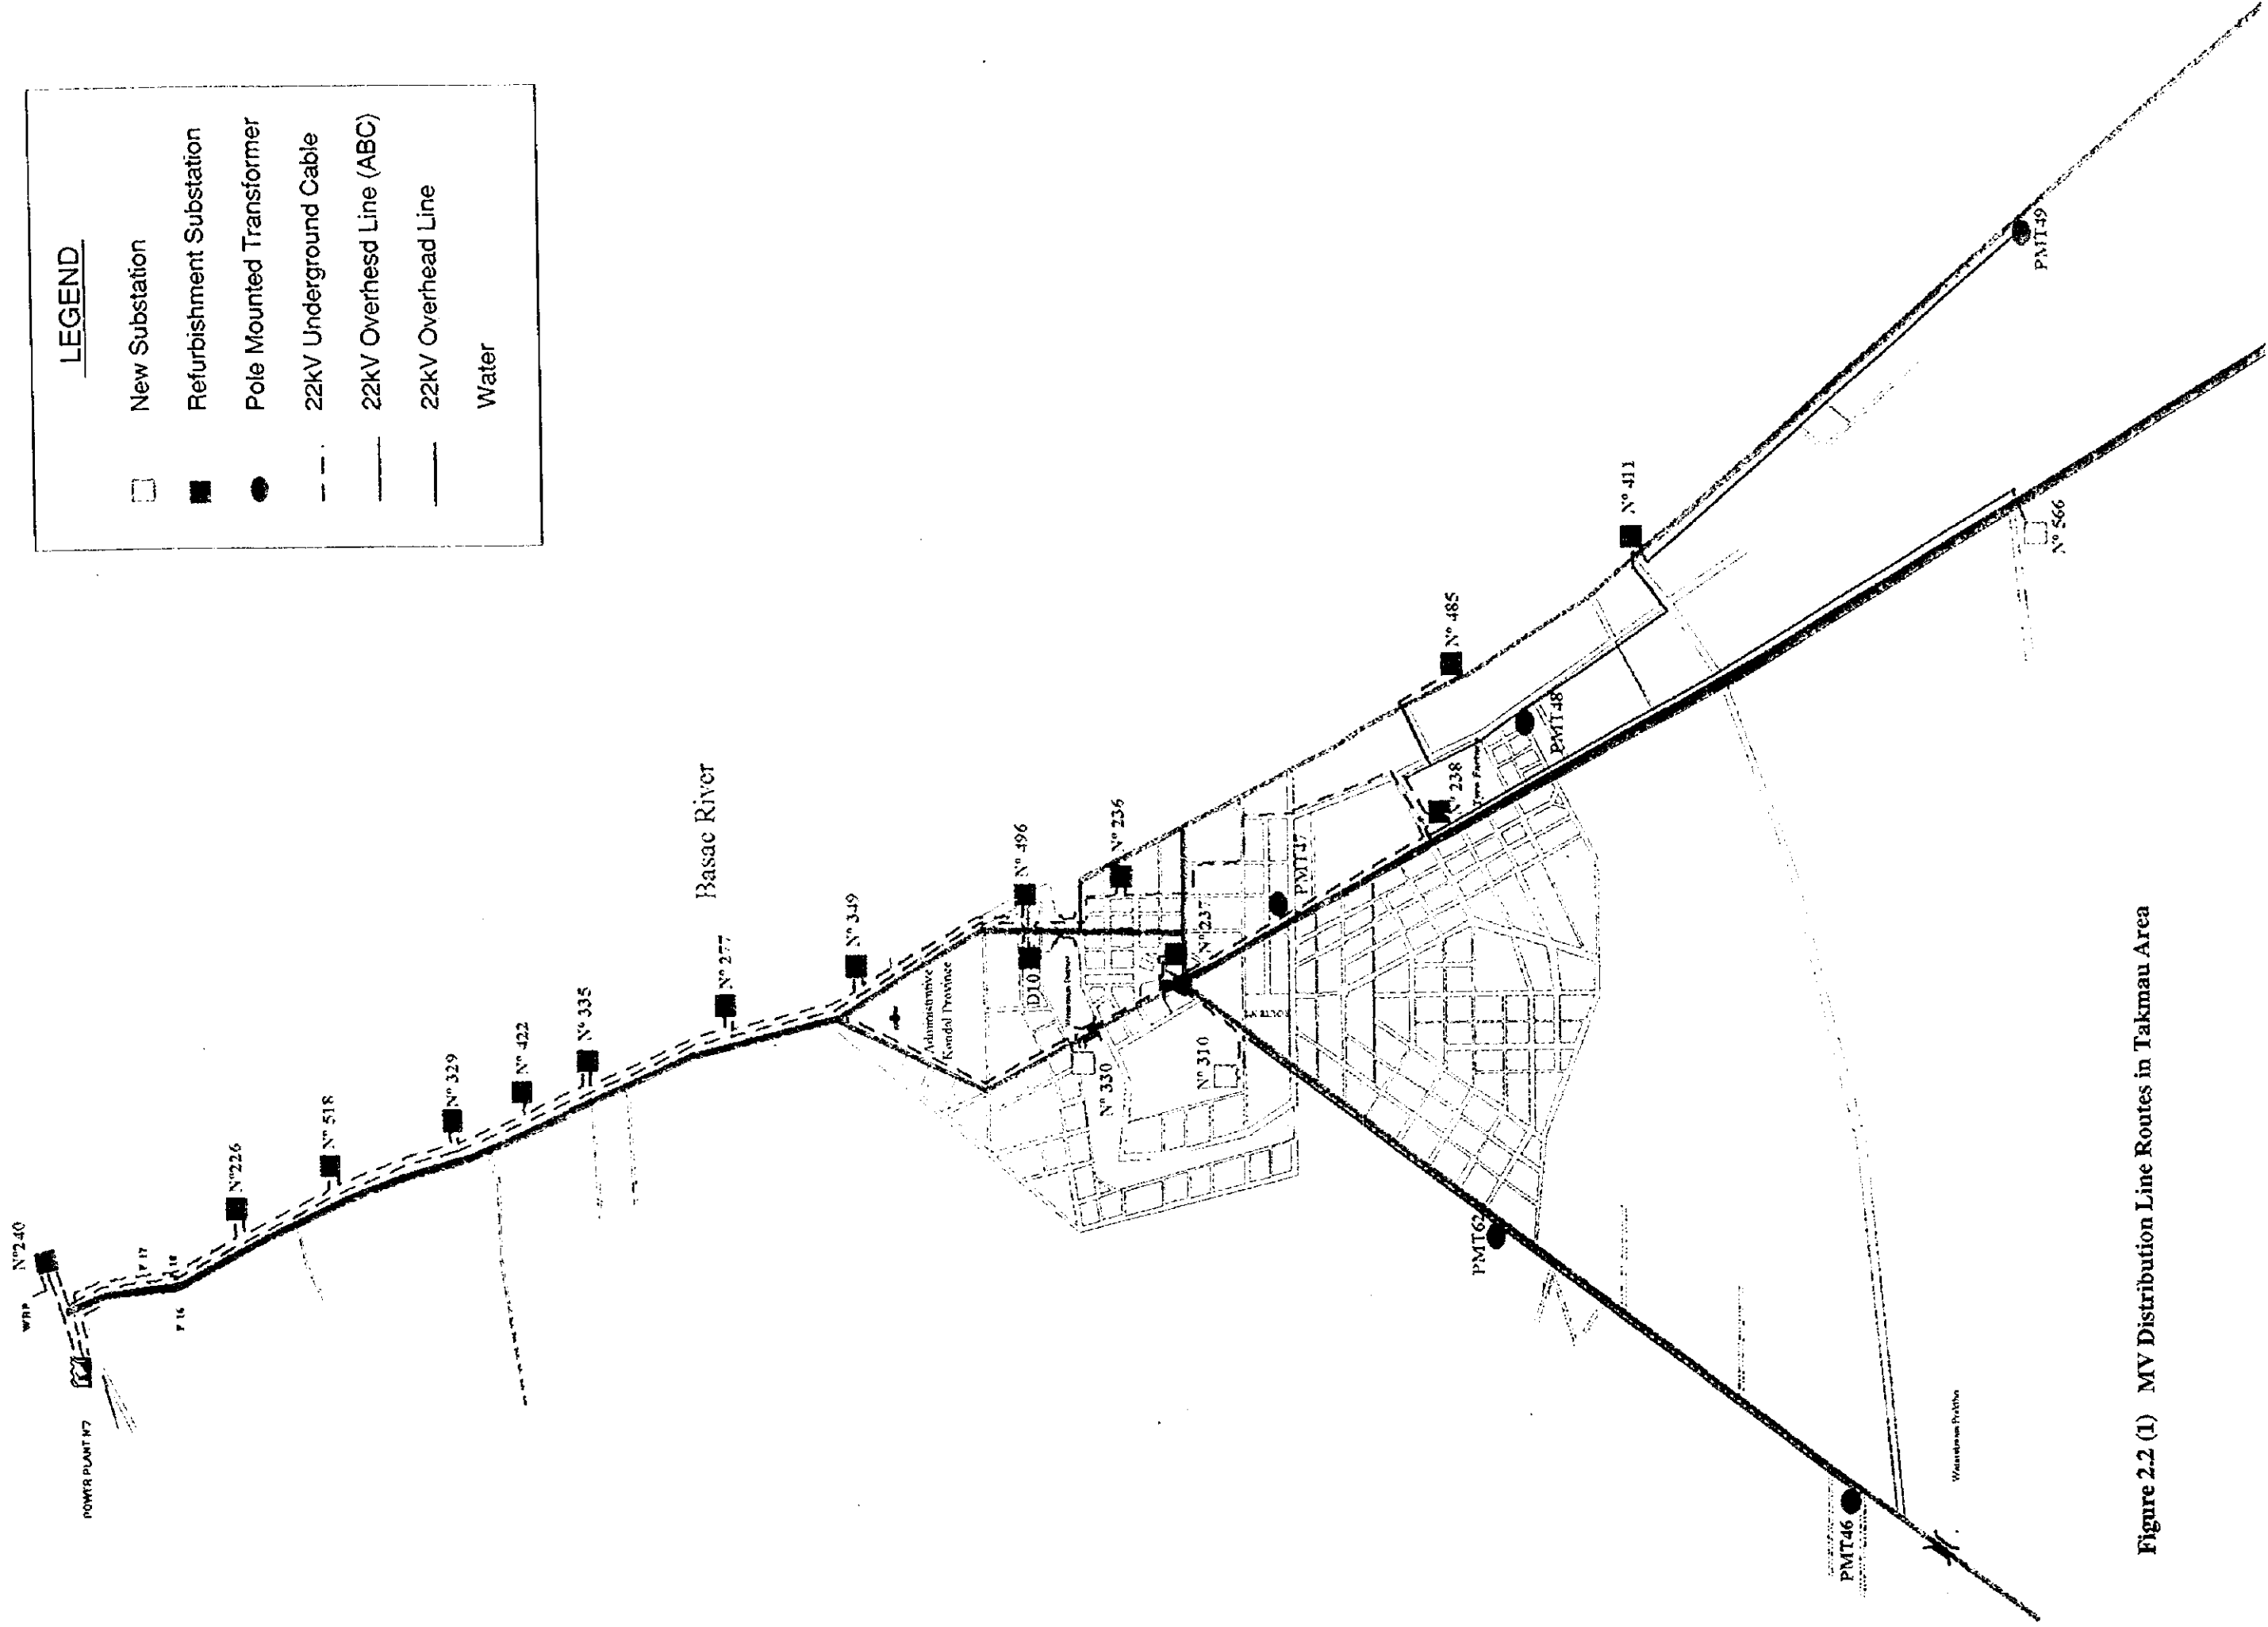 LEGEND
New Substation
Refurbishment Substation
Pole Mounted Transformer
22kV Underground Cable
22kV Overhesd Line (ABC)
22kV Overhead Line
Water
N°240
WBP
POWER PLANT N°7
F 17
F 16
N°226
N° 518
N° 329
N° 422
N° 335
N° 277
Basac River
N° 349
Administrative
Kandal Province
N° 496
D10
N° 236
N° 330
N° 237
N° 310
PMT47
N° 238
N° 485
PMT48
N° 411
PMT49
N° 566
PMT62
PMT46
Figure 2.2 (1) MV Distribution Line Routes in Takmau Area